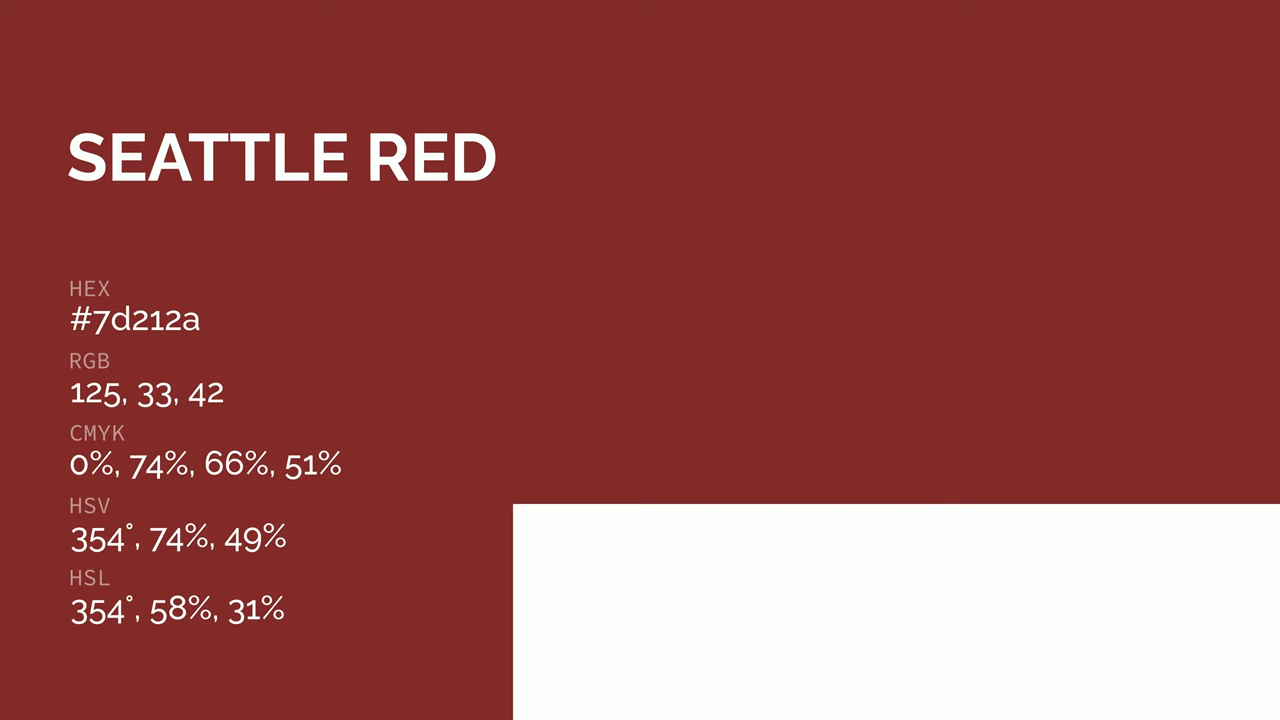 SEATTLE RED
HEX
#7d212a
RGB
125, 33, 42
CMYK
0%, 74%, 66%, 51%
HSV
354°, 74%, 49%
HSL
354°, 58%, 31%